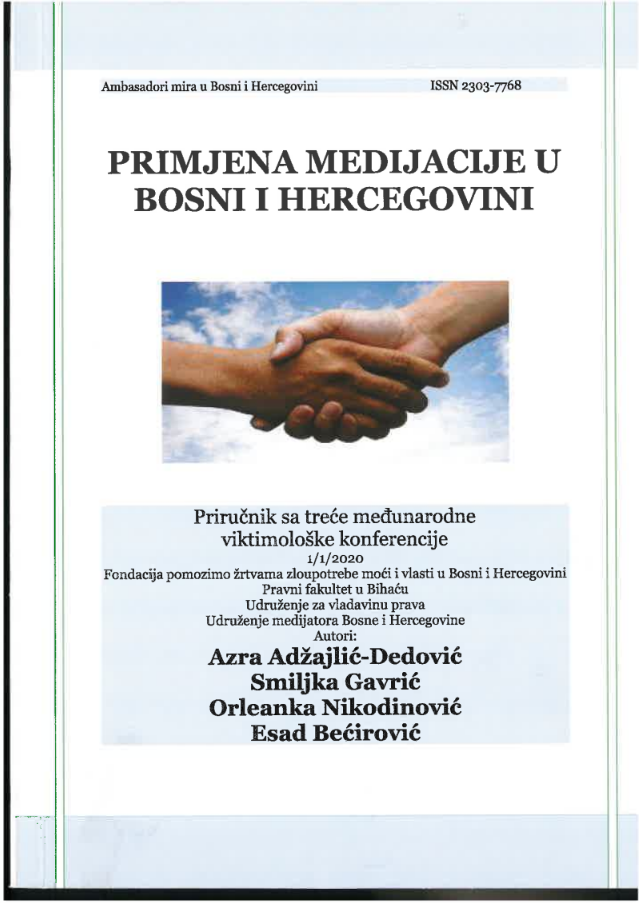 Ambasadori mira u Bosni i Hercegovini ISSN 2303-7768
PRIMJENA MEDIJACIJE U
BOSNI I HERCEGOVINI
Priručnik sa treće međunarodne
viktimološke konferencije
1/1/2020
Fondacija pomozimo žrtvama zloupotrebe moći i vlasti u Bosni i Hercegovini
Pravni fakultet u Bihaću
Udruženje za vladavinu prava
Udruženje medijatora Bosne i Hercegovine
Autori:
Azra Adžajlić-Dedović
Smiljka Gavrić
Orleanka Nikodinović
Esad Bećirović